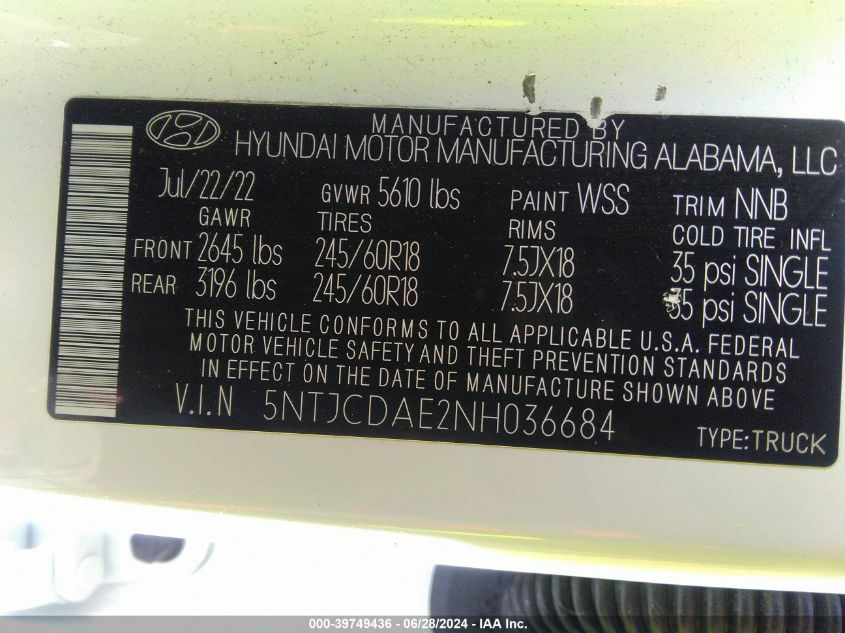 MANUFACTURED BY
HYUNDAI MOTOR MANUFACTURING ALABAMA, LLC
Jul/22/22 GVWR 5610 lbs PAINT WSS TRIM NNB
GAWR TIRES RIMS COLD TIRE INFL
FRONT 2645 lbs 245/60R18 7.5JX18 35 psi SINGLE
REAR 3196 lbs 245/60R18 7.5JX18 35 psi SINGLE
THIS VEHICLE CONFORMS TO ALL APPLICABLE U.S.A. FEDERAL
MOTOR VEHICLE SAFETY AND THEFT PREVENTION STANDARDS
IN EFFECT ON THE DATE OF MANUFACTURE SHOWN ABOVE.
V.I.N 5NTJCDAE2NH036684 TYPE:TRUCK
000-39749436 - 06/28/2024 - IAA Inc.